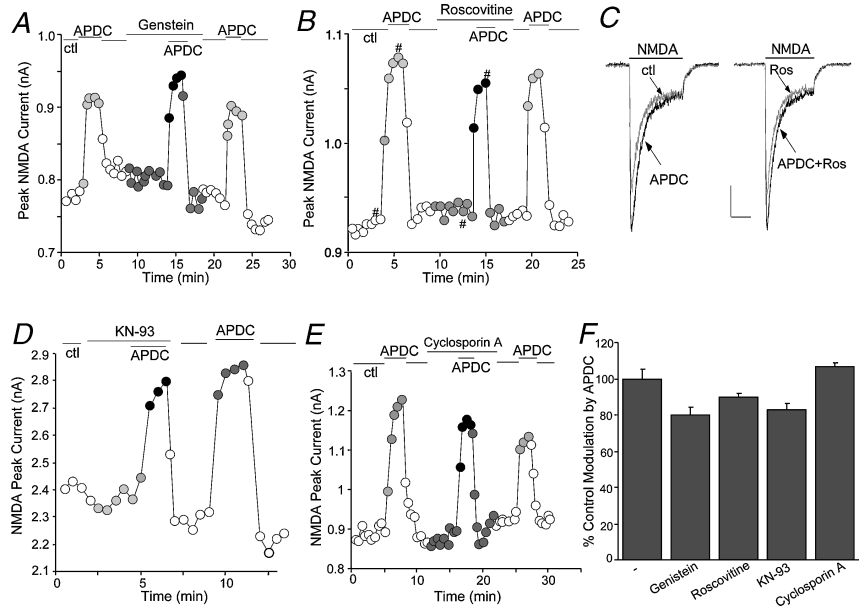 A
Genstein
APDC
APDC
APDC
ctl
Peak NMDA Current (nA)
1.0
0.9
0.8
0.7
0 5 10 15 20 25 30
Time (min)
B
Roscovitine
APDC
APDC
APDC
ctl
#
#
#
#
Peak NMDA Current (nA)
1.1
1.0
0.9
0 5 10 15 20 25
Time (min)
C
NMDA
ctl
APDC
NMDA
Ros
APDC+Ros
D
KN-93
APDC
ctl
APDC
NMDA Peak Current (nA)
2.9
2.8
2.7
2.6
2.5
2.4
2.3
2.2
2.1
0 5 10
Time (min)
E
Cyclosporin A
APDC
APDC
APDC
ctl
NMDA Peak Current (nA)
1.3
1.2
1.1
1.0
0.9
0.8
0 10 20 30
Time (min)
F
% Control Modulation by APDC
120
100
80
60
40
20
0
-
Genistein
Roscovitine
KN-93
Cyclosporin A